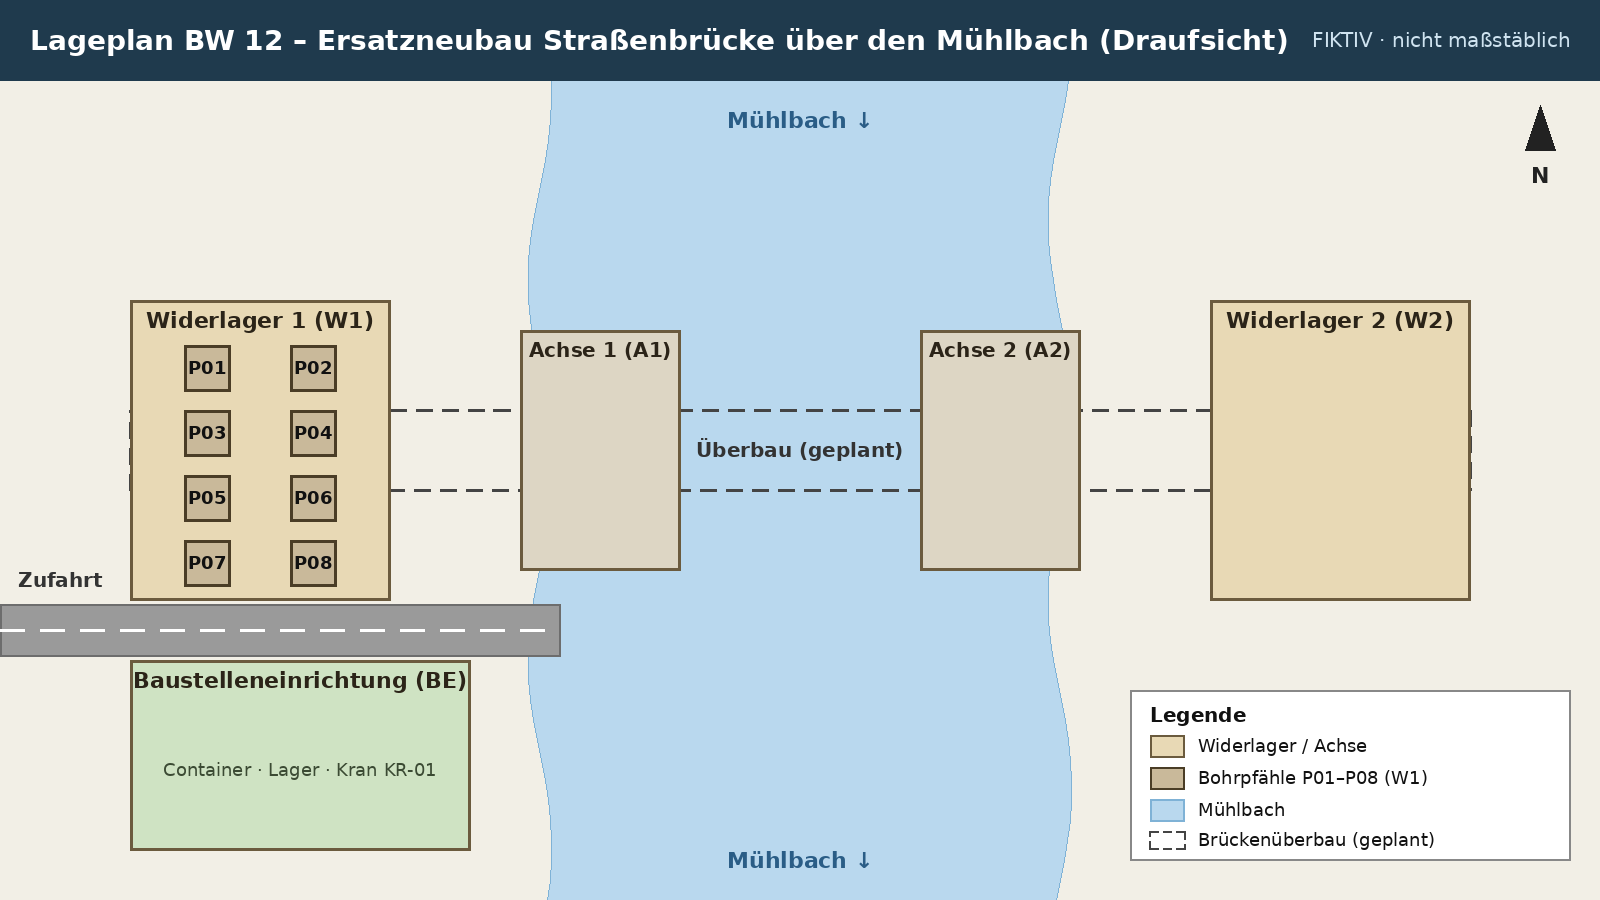 Lageplan BW 12 – Ersatzneubau Straßenbrücke über den Mühlbach (Draufsicht)
FIKTIV · nicht maßstäblich
Mühlbach ↓
N
Widerlager 1 (W1)
P01
P02
P03
P04
P05
P06
P07
P08
Achse 1 (A1)
Überbau (geplant)
Achse 2 (A2)
Widerlager 2 (W2)
Zufahrt
Baustelleneinrichtung (BE)
Container · Lager · Kran KR-01
Mühlbach ↓
Legende
Widerlager / Achse
Bohrpfähle P01–P08 (W1)
Mühlbach
Brückenüberbau (geplant)